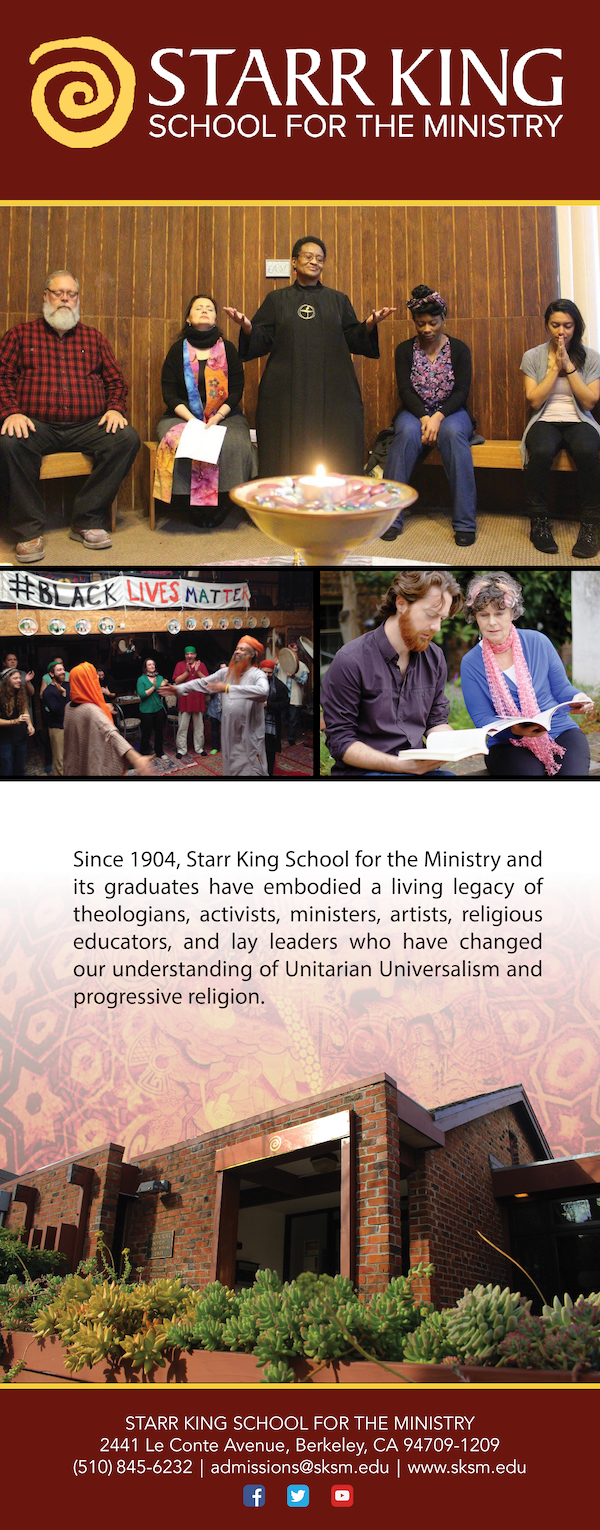 STARR KING
SCHOOL FOR THE MINISTRY
#BLACK LIVES MATTER
Since 1904, Starr King School for the Ministry and
its graduates have embodied a living legacy of
theologians, activists, ministers, artists, religious
educators, and lay leaders who have changed
our understanding of Unitarian Universalism and
progressive religion.
STARR KING SCHOOL FOR THE MINISTRY
2441 Le Conte Avenue, Berkeley, CA 94709-1209
(510) 845-6232 | admissions@sksm.edu | www.sksm.edu